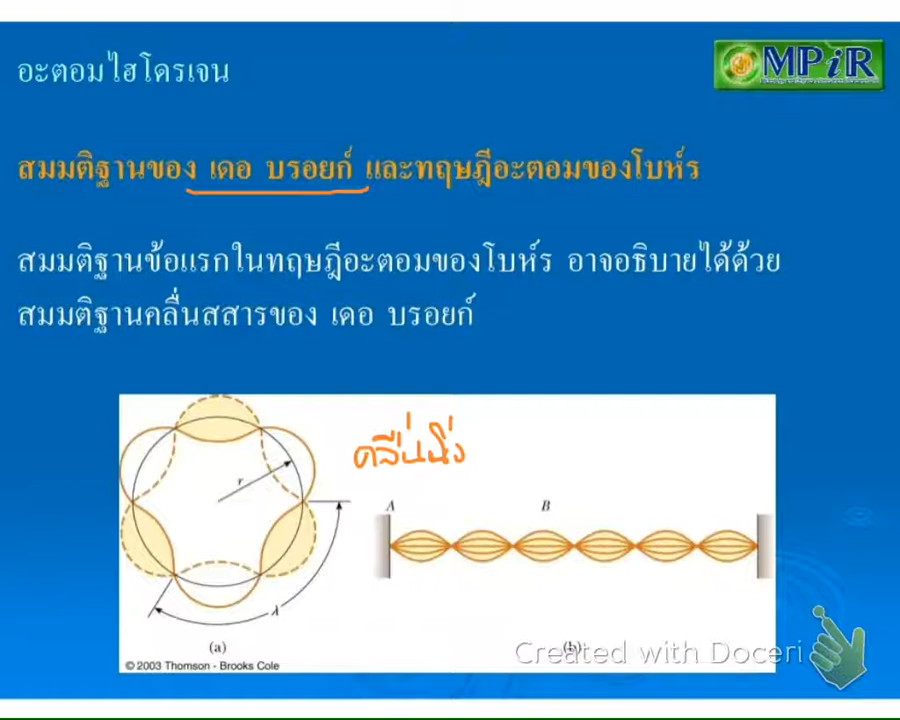 อะตอมไฮโดรเจน
MPiR
สมมติฐานของ เดอ บรอยก์ และทฤษฎีอะตอมของโบห์ร
สมมติฐานข้อแรกในทฤษฎีอะตอมของโบห์ร อาจอธิบายได้ด้วย
สมมติฐานคลื่นสสารของ เดอ บรอยก์
คลื่นนิ่ง
r
A B
λ
(a) (b)
Created with Doceri
© 2003 Thomson - Brooks Cole